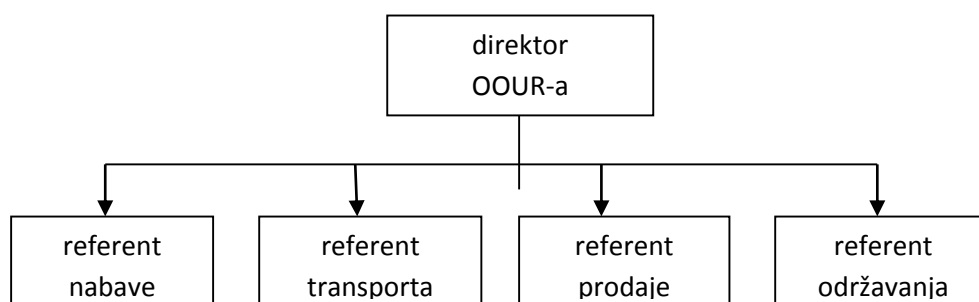 direktor
OOUR-a
referent
nabave
referent
transporta
referent
prodaje
referent
održavanja